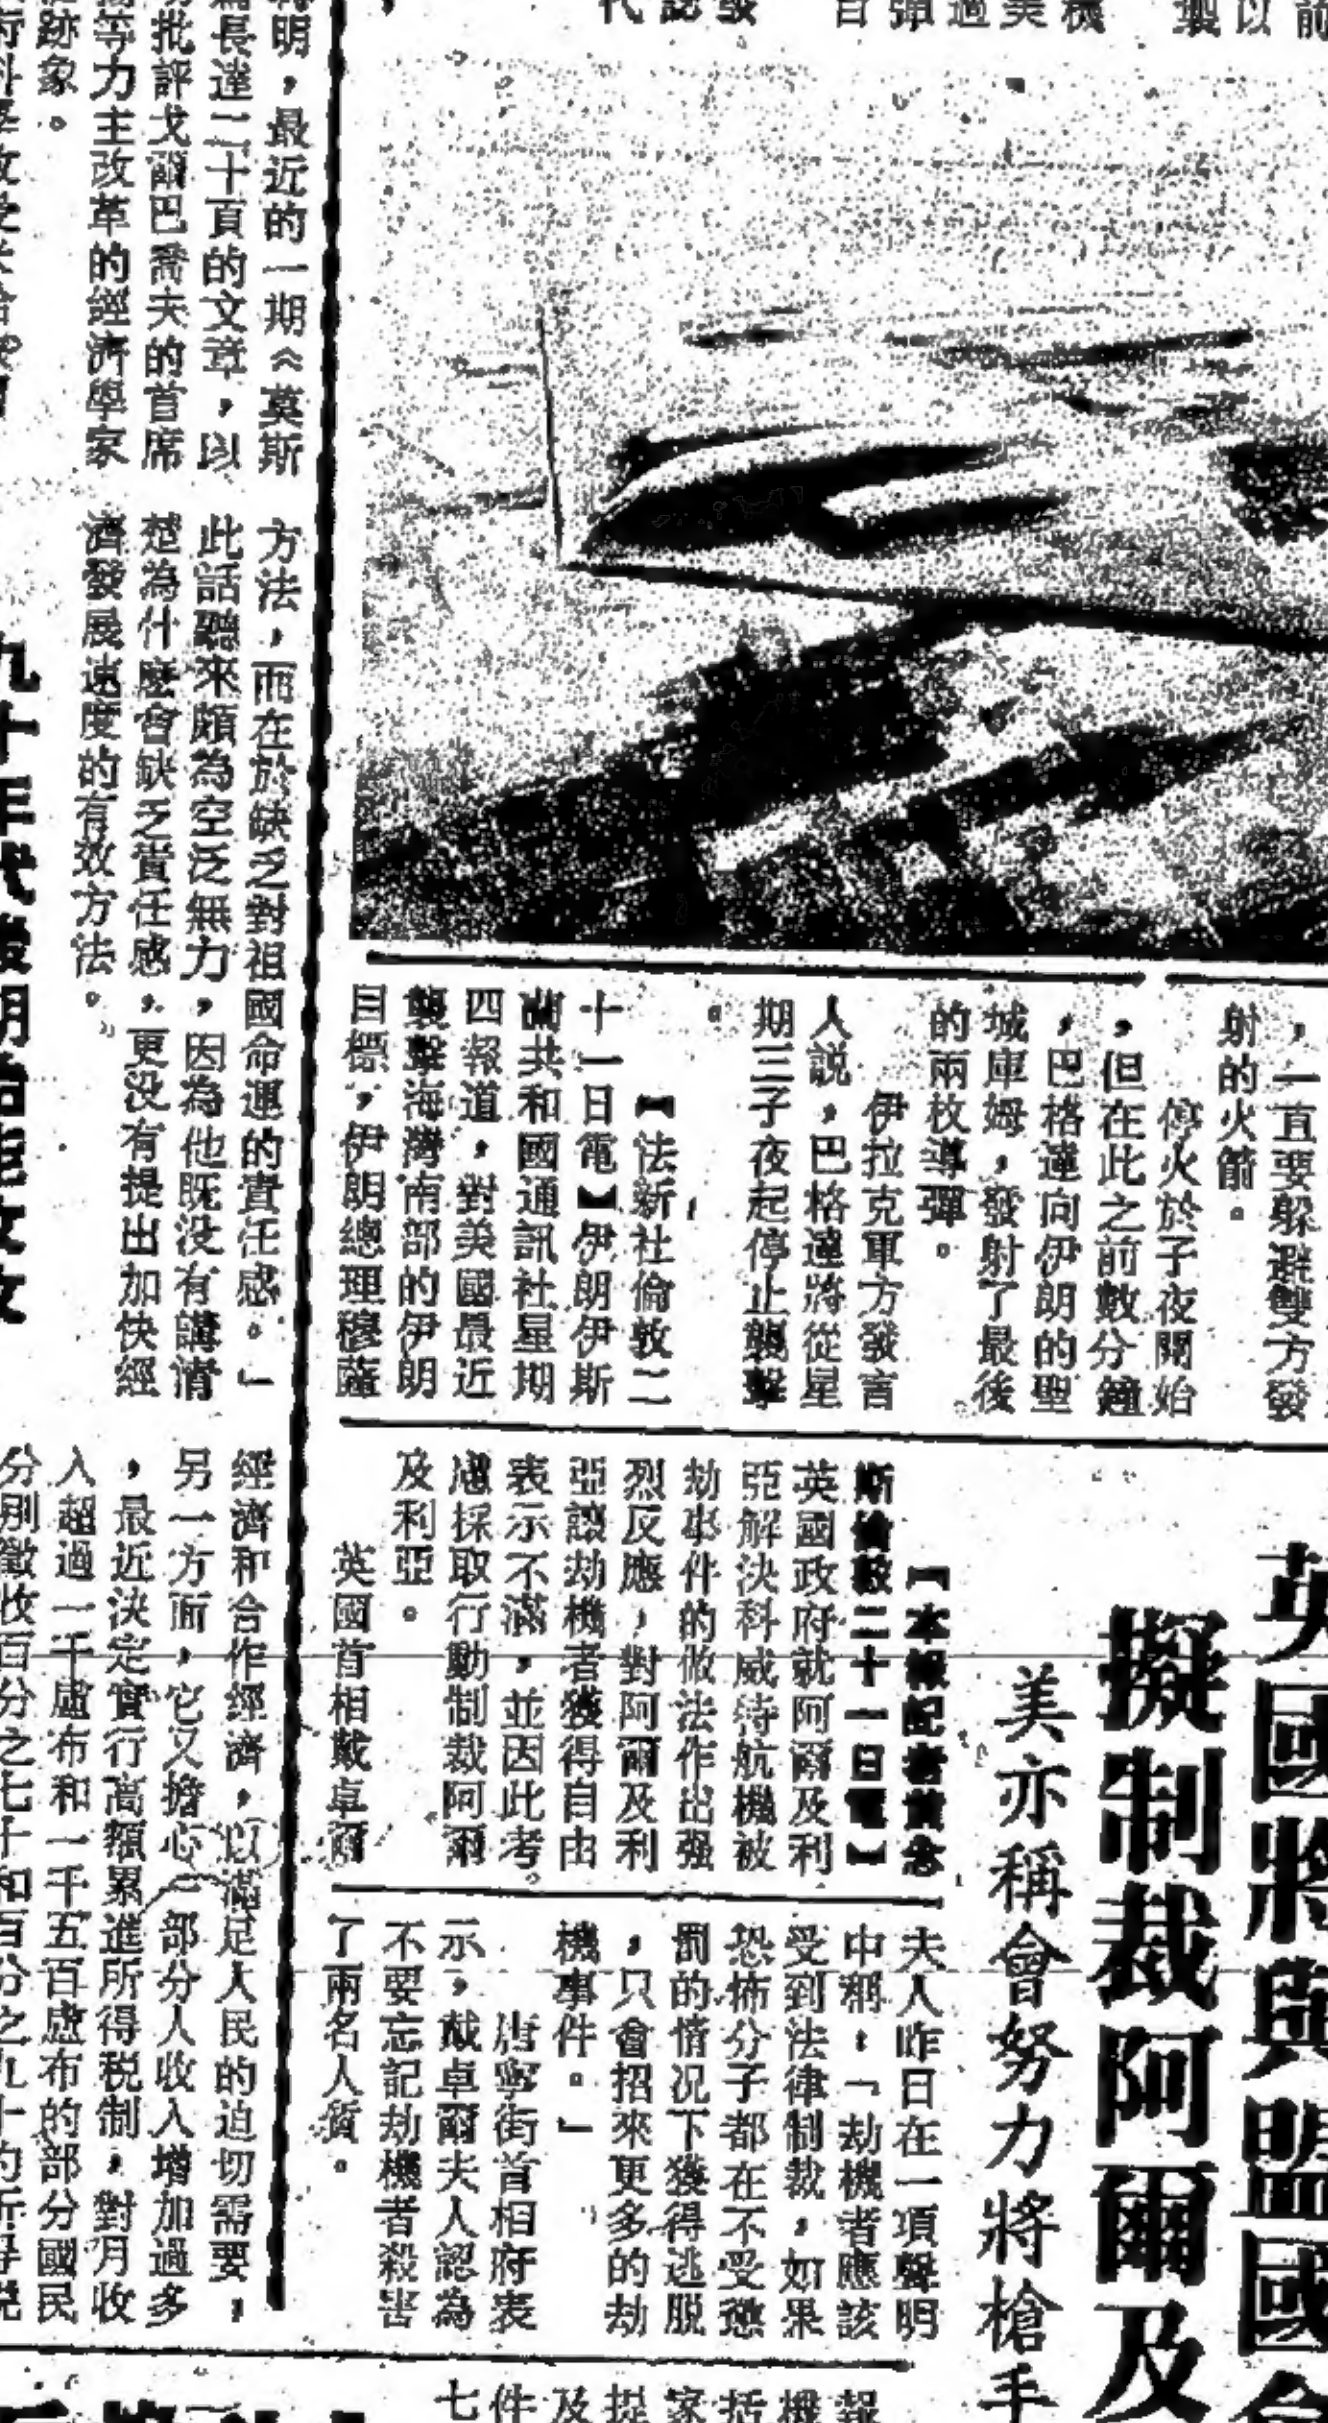 ，一直要躲避雙方發
射的火箭。
停火於子夜開始
，但在此之前數分鐘
，巴格達向伊朗的聖
城庫姆，發射了最後
的兩枚導彈。
伊拉克軍方發言
人説，巴格達將從星
期三子夜起停止襲擊
。
【法新社倫敦二
十一日電】伊朗伊斯
蘭共和國通訊社星期
四報道，對美國最近
襲擊海灣南部的伊朗
目標，伊朗總理穆薩
英國將與盟國會
擬制裁阿爾及
美亦稱會努力將槍手
【本報記者黃念
斯倫敦二十一日電】
英國政府就阿爾及利
亞解決科威特航機被
劫事件的做法作出强
烈反應，對阿爾及利
亞讓劫機者獲得自由
表示不滿，並因此考
慮採取行動制裁阿爾
及利亞。
英國首相戴卓爾
夫人昨日在一項聲明
中稱：「劫機者應該
受到法律制裁，如果
恐怖分子都在不受懲
罰的情況下獲得逃脱
，只會招來更多的劫
機事件。」
唐寧街首相府表
示，戴卓爾夫人認為
不要忘記劫機者殺害
了兩名人質。
明，最近的一期《莫斯
長達二十頁的文章，以
批評戈爾巴喬夫的首席
等力主改革的經濟學家
跡象。
方法，而在於缺乏對祖國命運的責任感。」
此話聽來頗為空泛無力，因為他既没有講清
楚為什麼會缺乏責任感，更没有提出加快經
濟發展速度的有效方法。
經濟和合作經濟，以滿足人民的迫切需要，
另一方面，它又擔心一部分人收入增加過多
，最近決定實行高額累進所得税制，對月收
入超過一千盧布和一千五百盧布的部分國民
分別徵收百分之七十和百分之九十的所得税